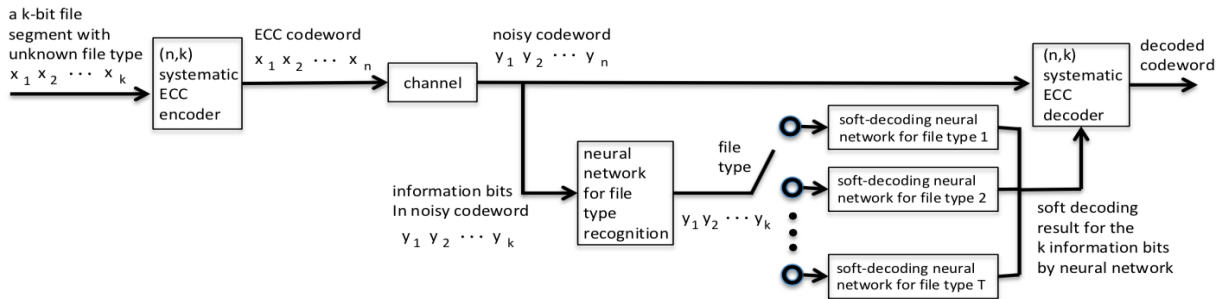 a k-bit file
segment with
unknown file type
x 1 x 2 ··· x k
(n,k)
systematic
ECC
encoder
ECC codeword
x 1 x 2 ··· x n
channel
noisy codeword
y 1 y 2 ··· y n
(n,k)
systematic
ECC
decoder
decoded
codeword
information bits
In noisy codeword
y 1 y 2 ··· y k
neural
network
for file
type
recognition
file
type
y 1 y 2 ··· y k
soft-decoding neural
network for file type 1
soft-decoding neural
network for file type 2
soft-decoding neural
network for file type T
soft decoding
result for the
k information bits
by neural network